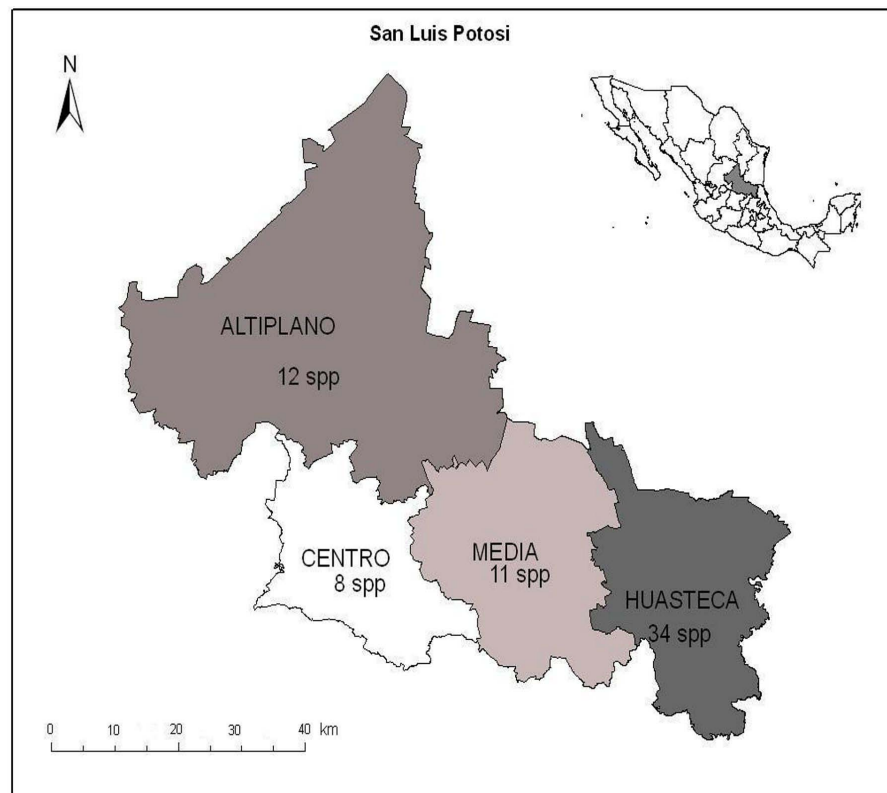 San Luis Potosi
N
ALTIPLANO
12 spp
CENTRO
8 spp
MEDIA
11 spp
HUASTECA
34 spp
0 10 20 30 40 km